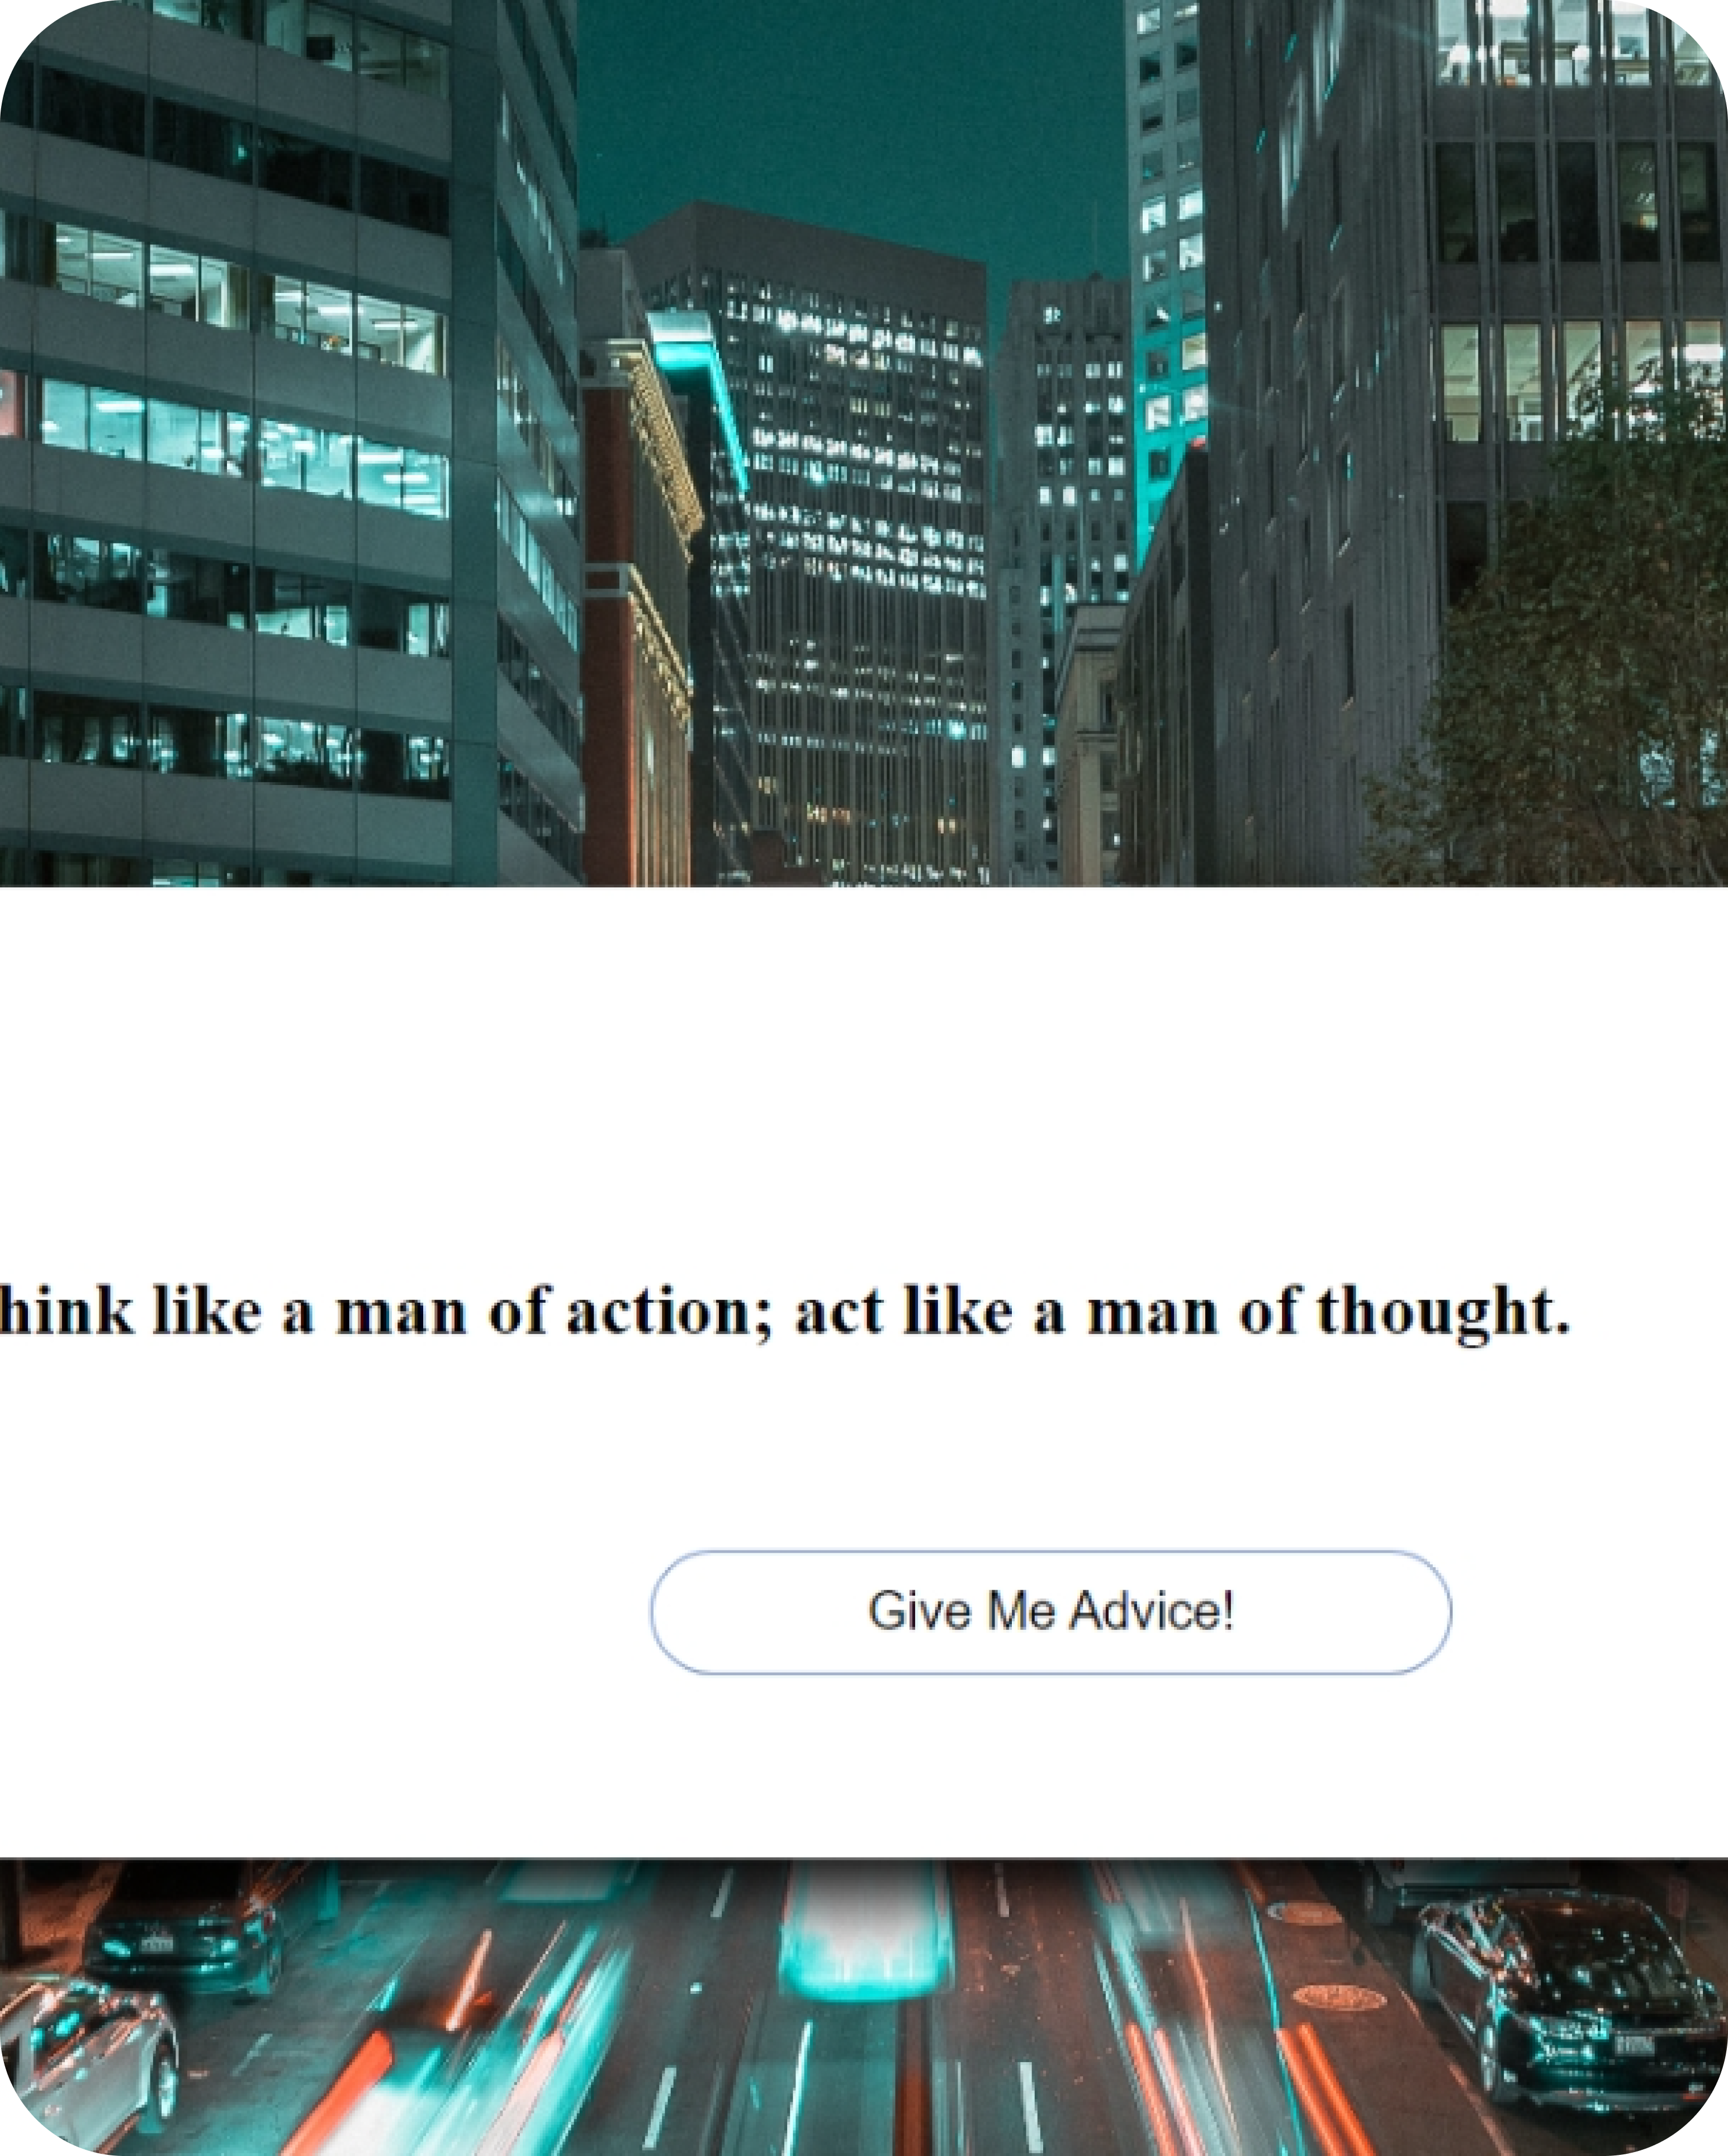 hink like a man of action; act like a man of thought.
Give Me Advice!